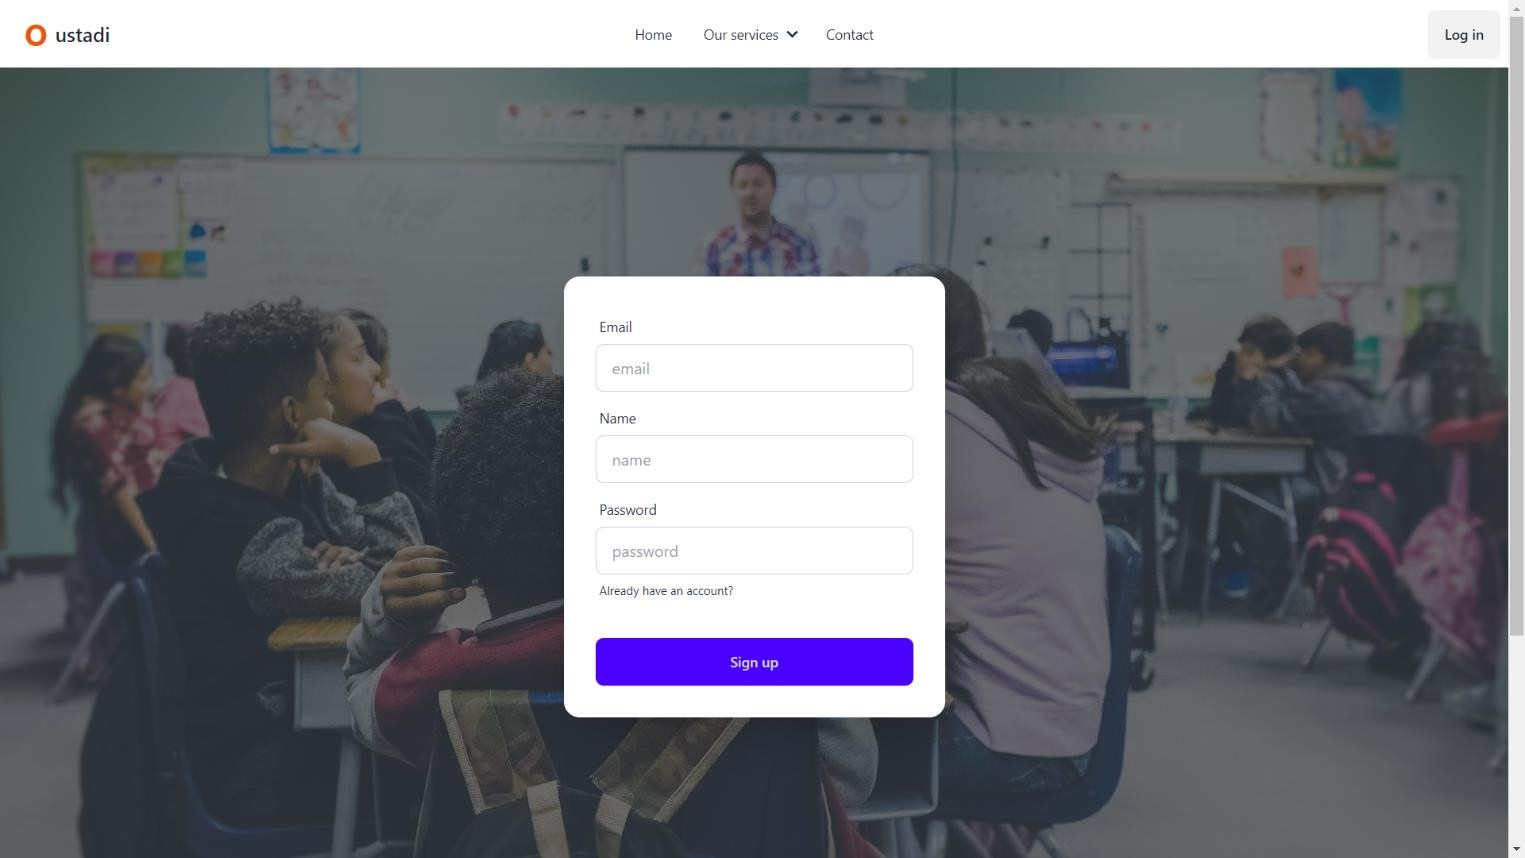 O ustadi
Home
Our services
Contact
Log in
Email
email
Name
name
Password
password
Already have an account?
Sign up